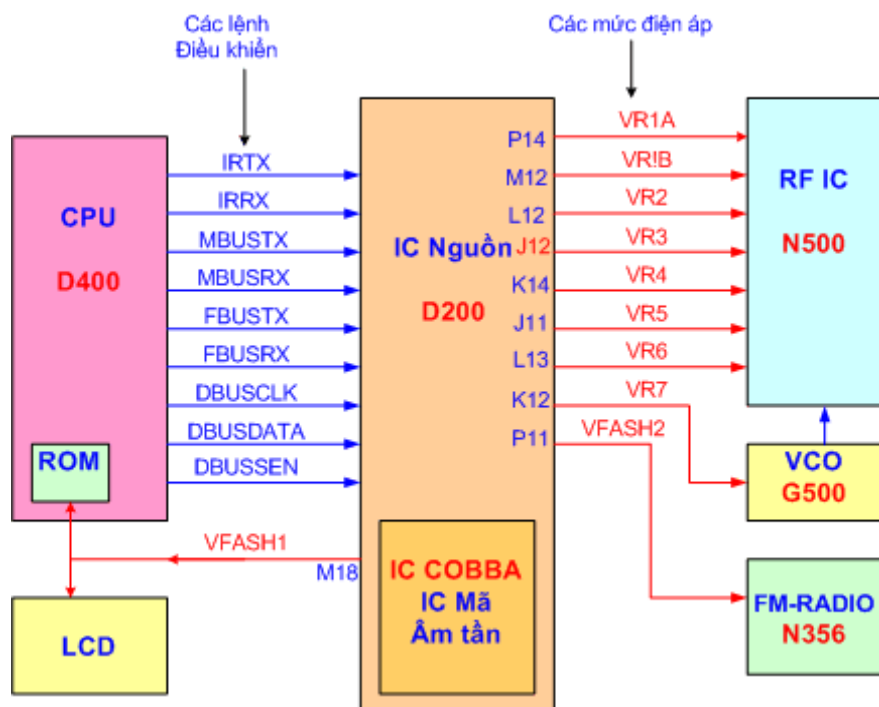 Các lệnh
Điều khiển
Các mức điện áp
CPU
D400
ROM
LCD
IRTX
IRRX
MBUSTX
MBUSRX
FBUSTX
FBUSRX
DBUSCLK
DBUSDATA
DBUSSEN
VFASH1
M18
IC Nguồn
D200
P14
M12
L12
J12
K14
J11
L13
K12
P11
IC COBBA
IC Mã
Âm tần
VR1A
VR!B
VR2
VR3
VR4
VR5
VR6
VR7
VFASH2
RF IC
N500
VCO
G500
FM-RADIO
N356